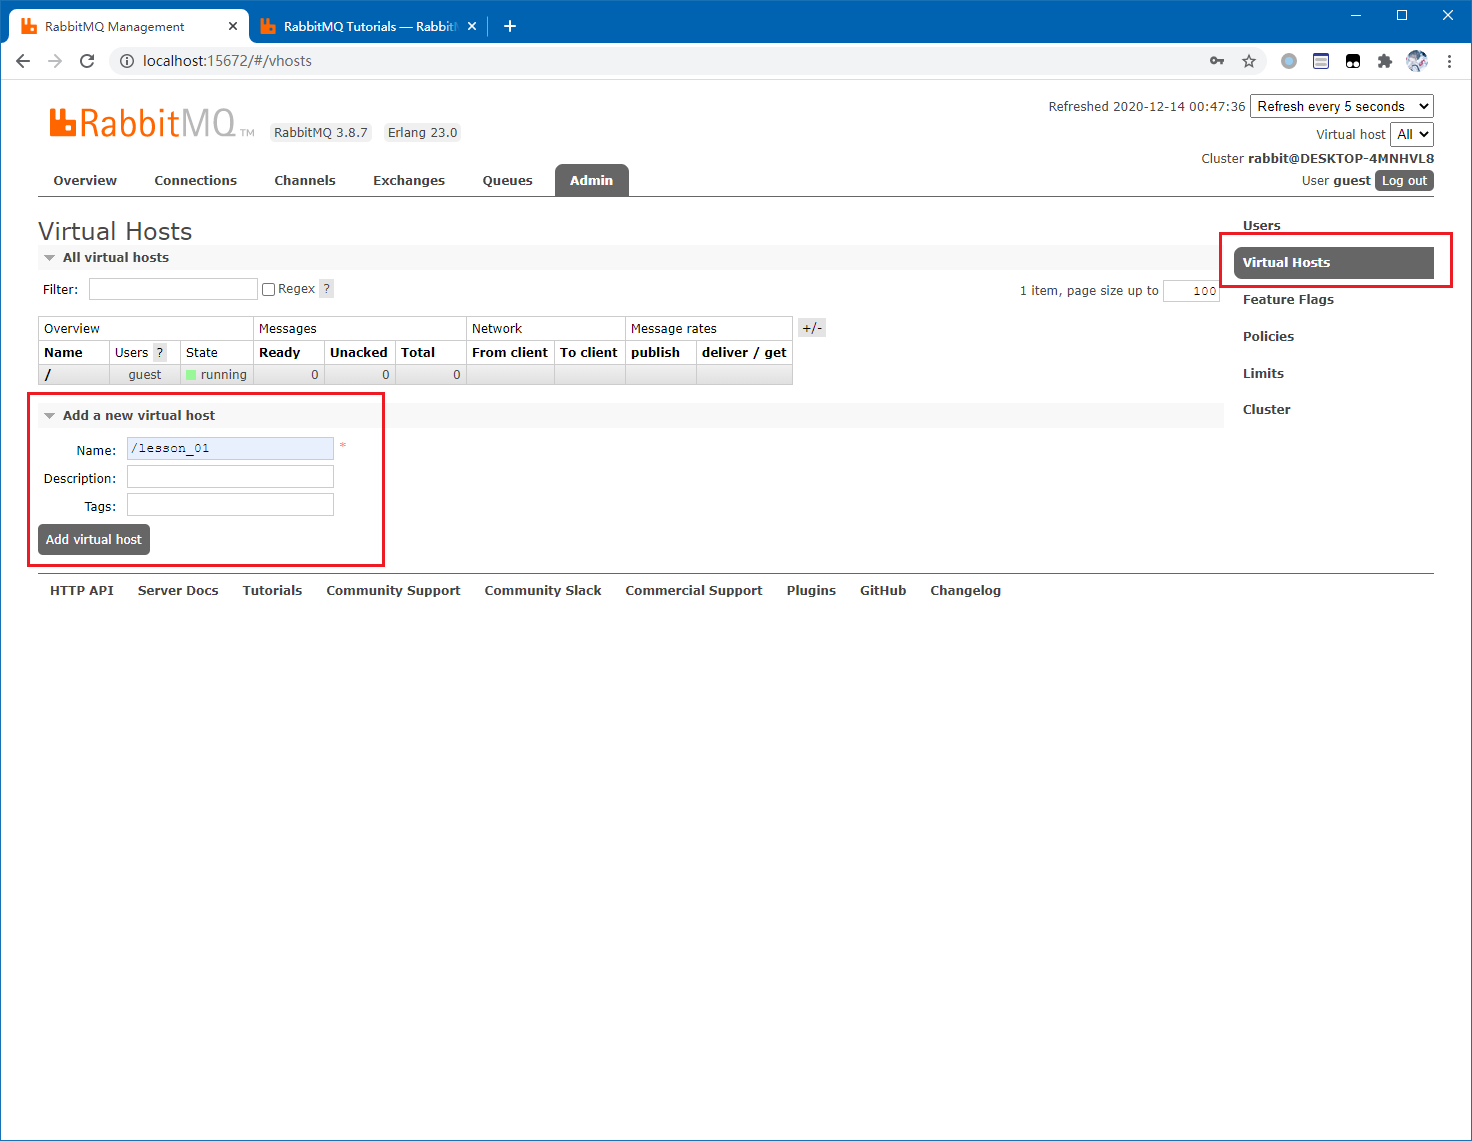 RabbitMQ Management
RabbitMQ Tutorials — Rabbit
localhost:15672/#/vhosts
Refreshed 2020-12-14 00:47:36 Refresh every 5 seconds
RabbitMQ TM RabbitMQ 3.8.7 Erlang 23.0
Virtual host All
Cluster rabbit@DESKTOP-4MNHVL8
User guest Log out
Overview Connections Channels Exchanges Queues Admin
Virtual Hosts
Users
Virtual Hosts
Feature Flags
Policies
Limits
Cluster
All virtual hosts
Filter: Regex ? 1 item, page size up to 100
Overview Messages Network Message rates +/-
Name Users ? State Ready Unacked Total From client To client publish deliver / get
/ guest running 0 0 0
Add a new virtual host
Name: /lesson_01 *
Description:
Tags:
Add virtual host
HTTP API Server Docs Tutorials Community Support Community Slack Commercial Support Plugins GitHub Changelog